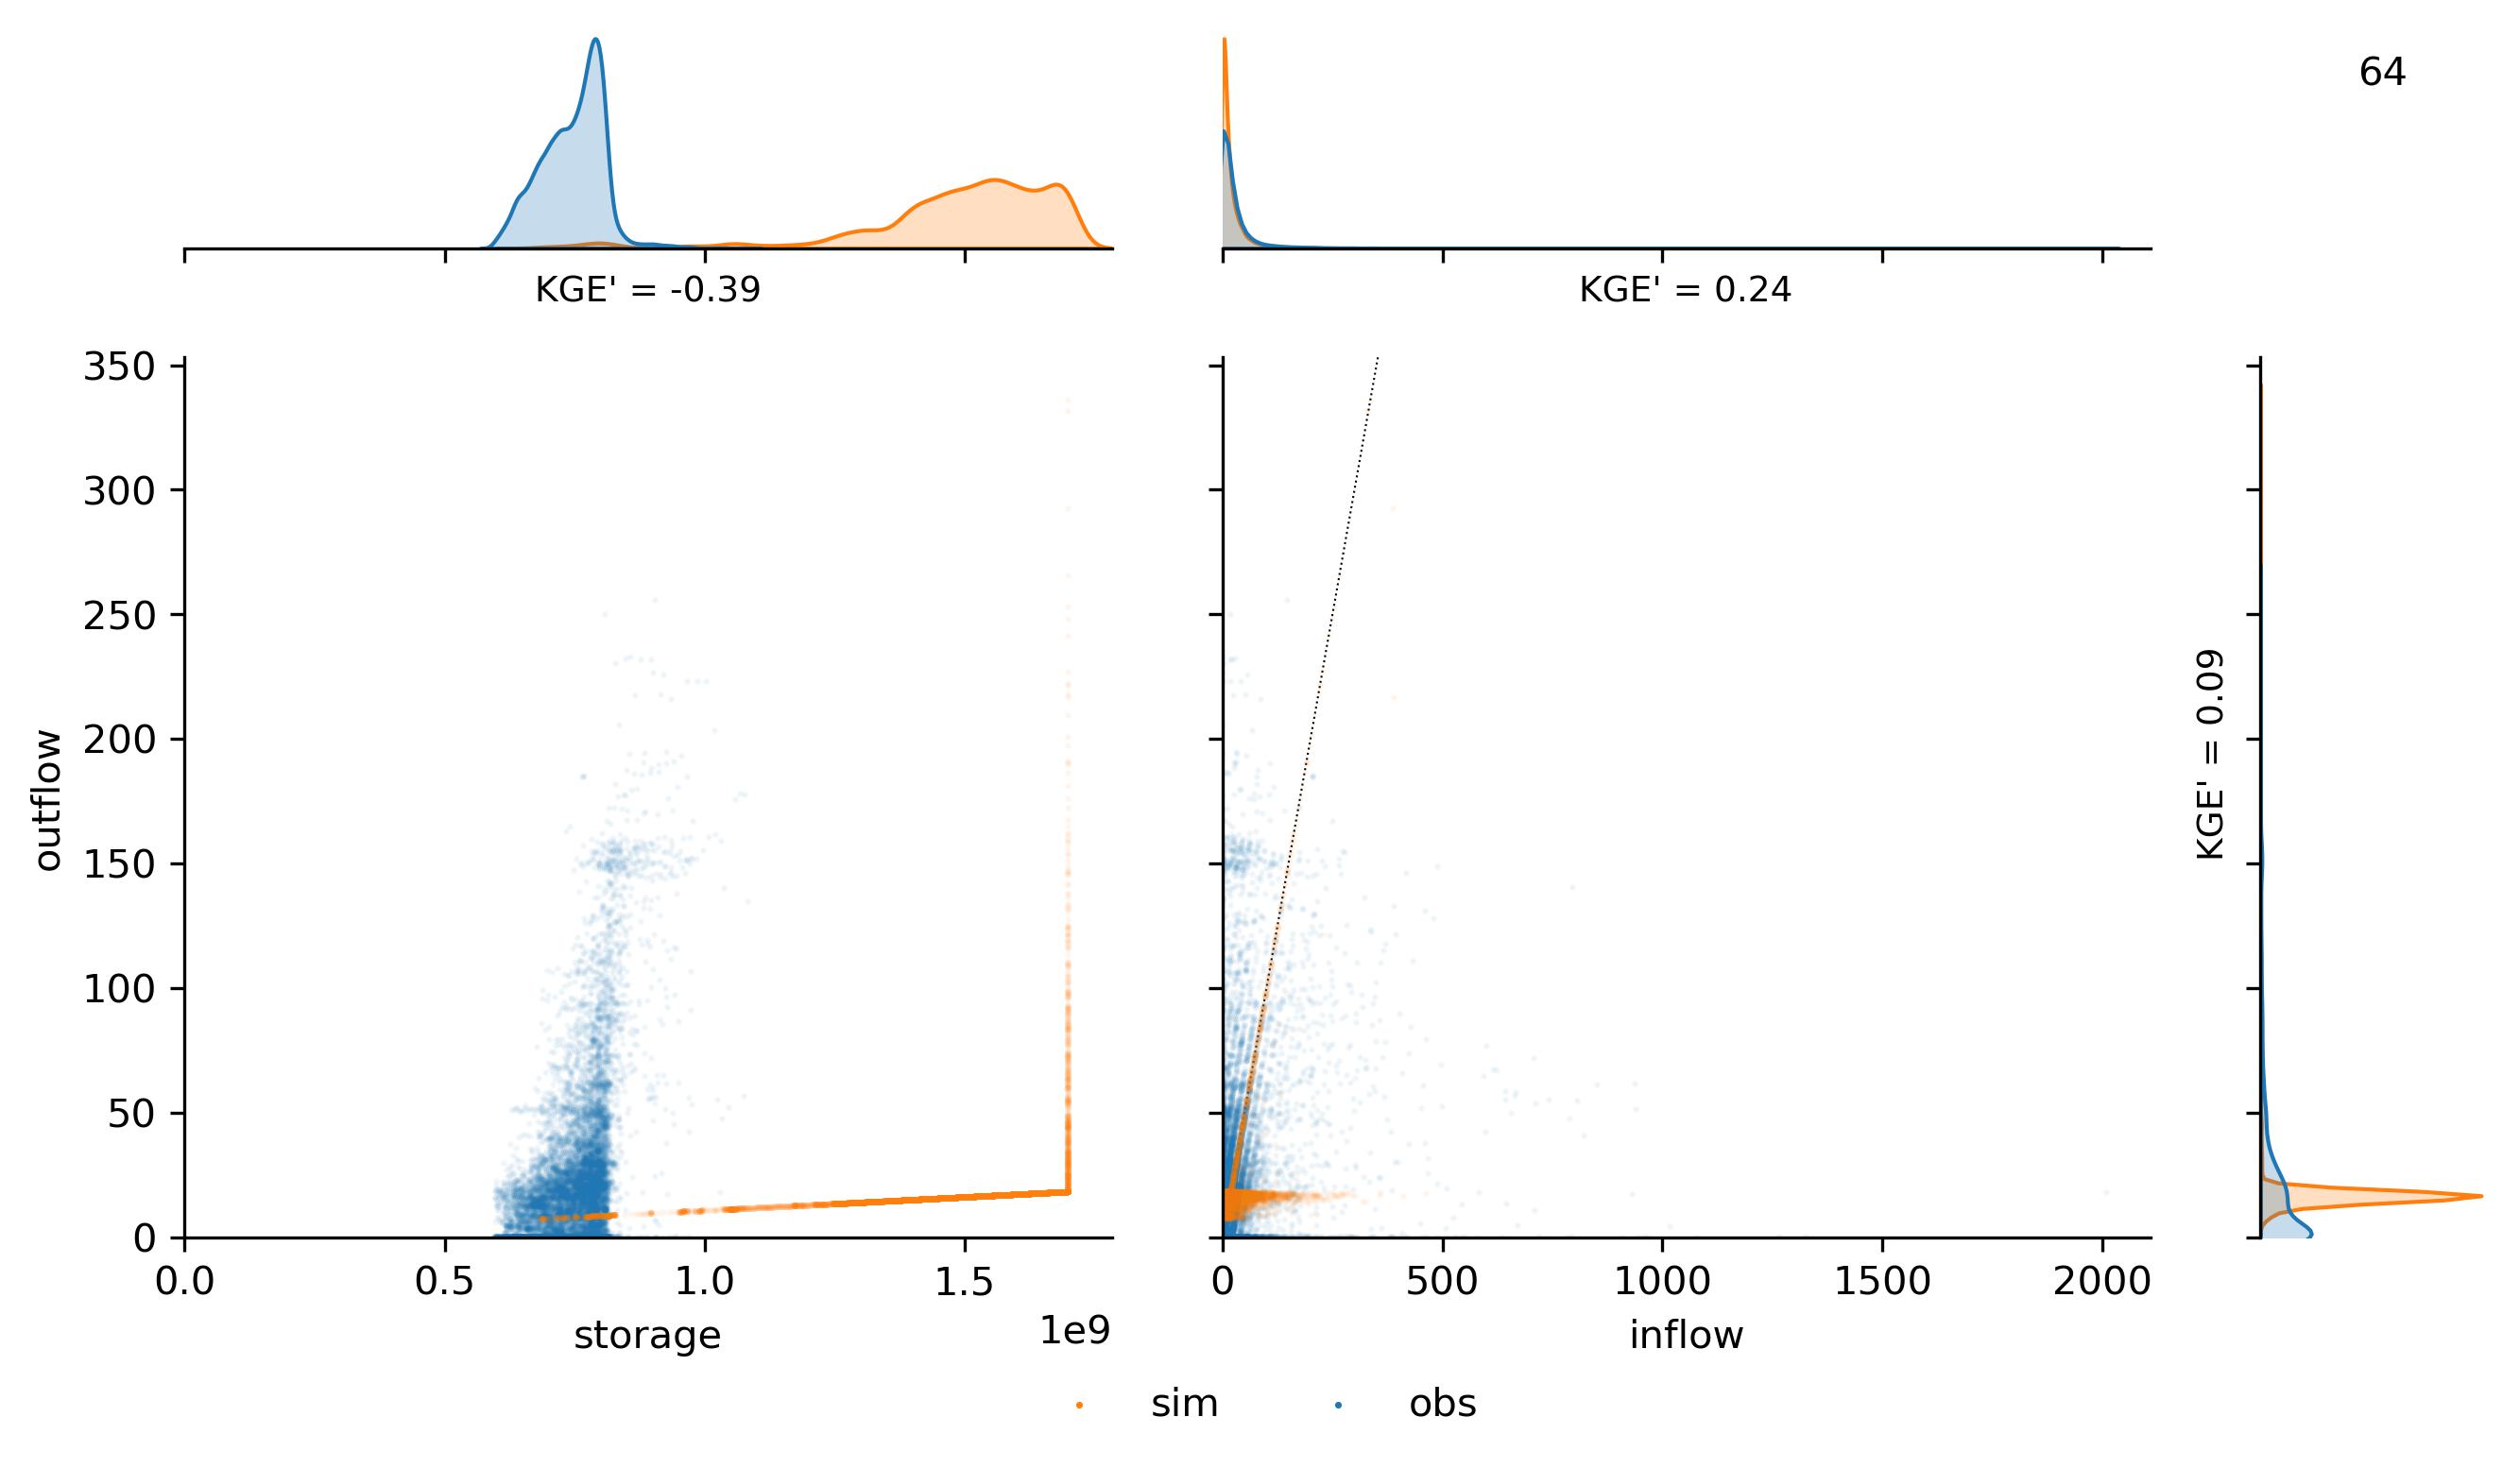 64
KGE' = -0.39
KGE' = 0.24
350
300
250
200
150
100
50
0
outflow
KGE' = 0.09
0.0 0.5 1.0 1.5
1e9
storage
0 500 1000 1500 2000
inflow
sim obs